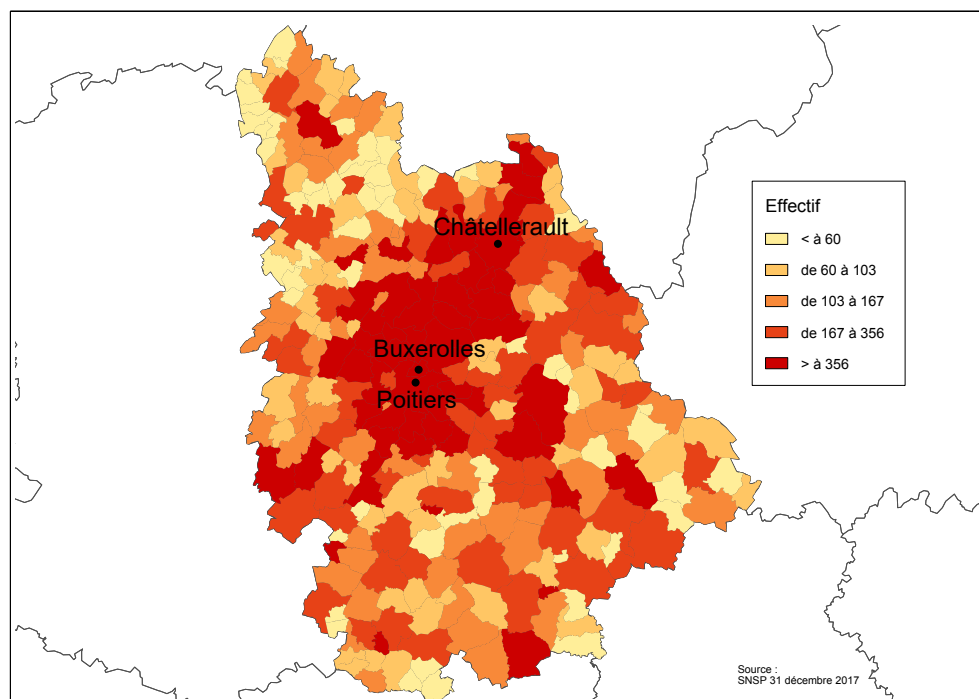 Châtellerault
Buxerolles
Poitiers
Effectif
< à 60
de 60 à 103
de 103 à 167
de 167 à 356
> à 356
Source :
SNSP 31 décembre 2017